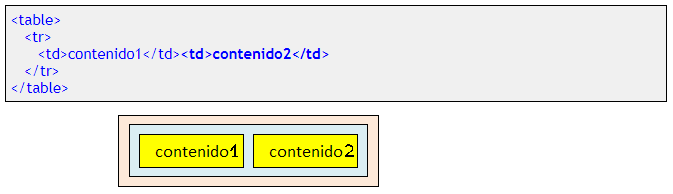 <table>
<tr>
<td>contenido1</td><td>contenido2</td>
</tr>
</table>
contenido1 contenido2